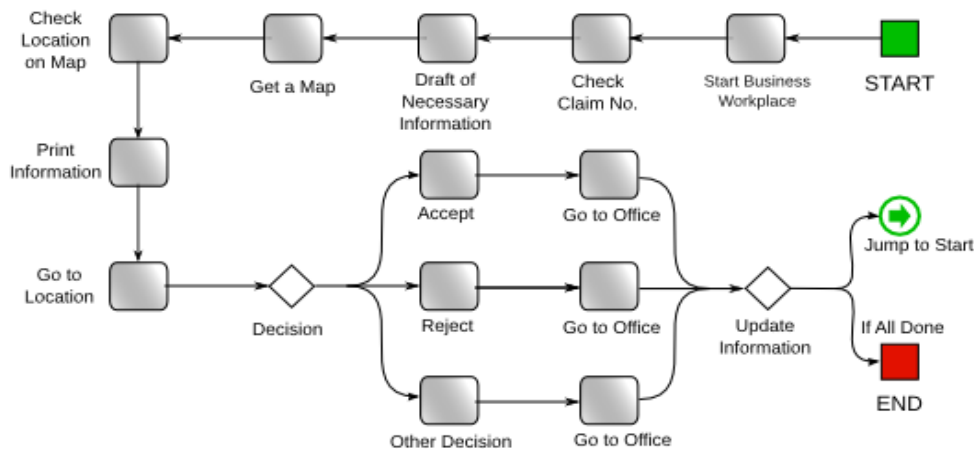 Check
Location
on Map
Get a Map
Draft of
Necessary
Information
Check
Claim No.
Start Business
Workplace
START
Print
Information
Accept
Go to Office
Jump to Start
Go to
Location
Decision
Reject
Go to Office
Update
Information
If All Done
END
Other Decision
Go to Office